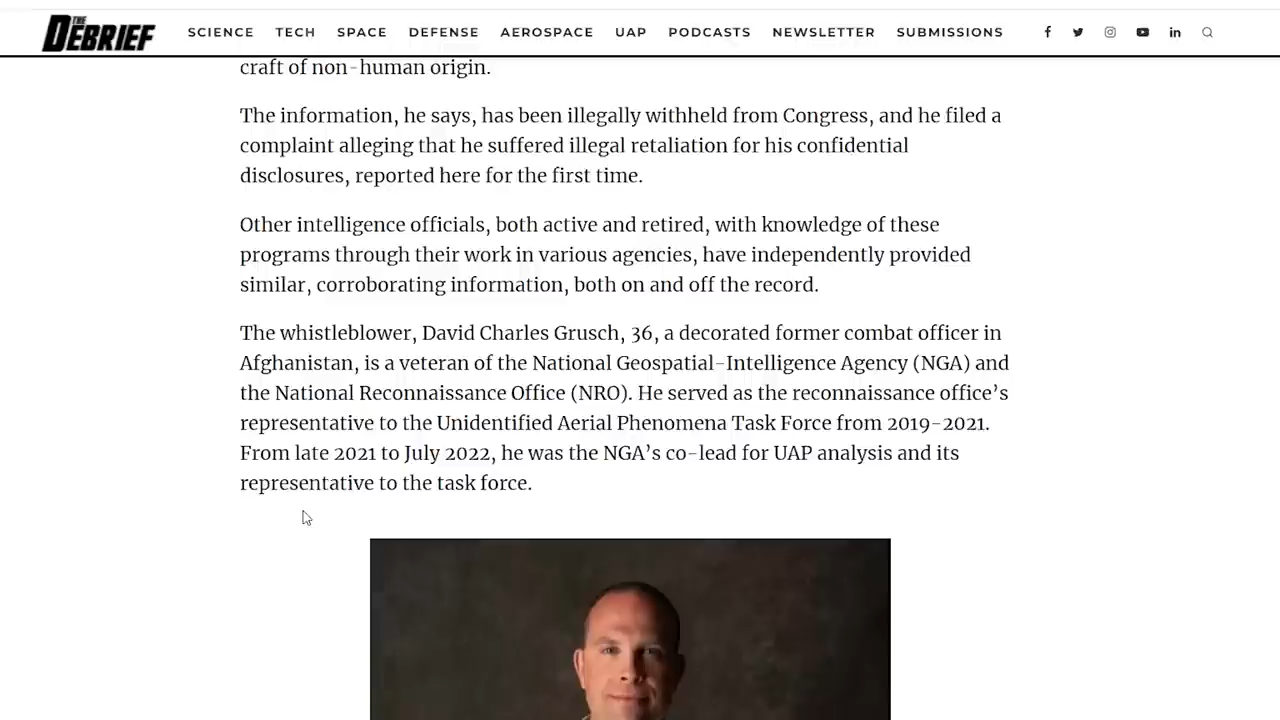 THE DEBRIEF
SCIENCE TECH SPACE DEFENSE AEROSPACE UAP PODCASTS NEWSLETTER SUBMISSIONS
craft of non-human origin.
The information, he says, has been illegally withheld from Congress, and he filed a
complaint alleging that he suffered illegal retaliation for his confidential
disclosures, reported here for the first time.
Other intelligence officials, both active and retired, with knowledge of these
programs through their work in various agencies, have independently provided
similar, corroborating information, both on and off the record.
The whistleblower, David Charles Grusch, 36, a decorated former combat officer in
Afghanistan, is a veteran of the National Geospatial-Intelligence Agency (NGA) and
the National Reconnaissance Office (NRO). He served as the reconnaissance office’s
representative to the Unidentified Aerial Phenomena Task Force from 2019-2021.
From late 2021 to July 2022, he was the NGA’s co-lead for UAP analysis and its
representative to the task force.